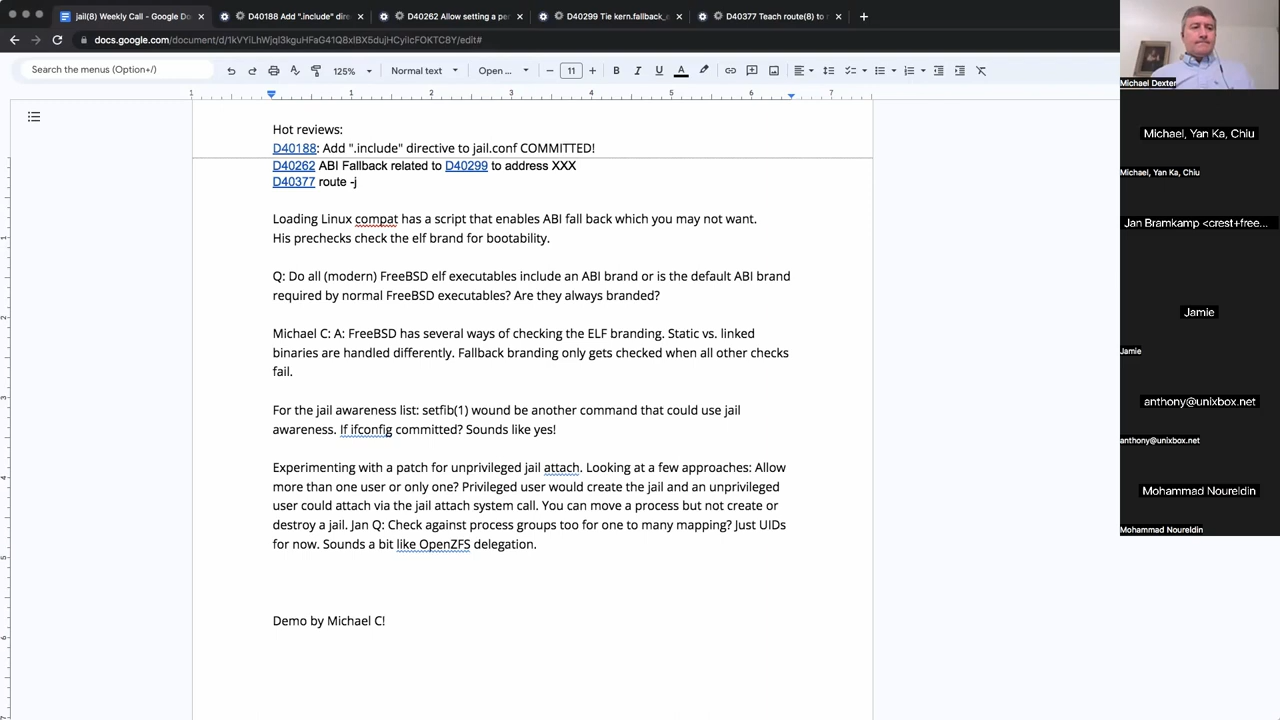 jail(8) Weekly Call - Google Do
D40188 Add ".include" dire
D40262 Allow setting a per
D40299 Tie kern.fallback_e
D40377 Teach route(8) to r
docs.google.com/document/d/1kVYiLhWjqI3kguHFaG41Q8xIBX5dujHCyiIcFOKTC8Y/edit#
Search the menus (Option+/)
125%
Normal text
Open ...
11
B I U A
1 1 2 3 4 5 6 7
Hot reviews:
D40188: Add ".include" directive to jail.conf COMMITTED!
D40262 ABI Fallback related to D40299 to address XXX
D40377 route -j
Loading Linux compat has a script that enables ABI fall back which you may not want.
His prechecks check the elf brand for bootability.
Q: Do all (modern) FreeBSD elf executables include an ABI brand or is the default ABI brand
required by normal FreeBSD executables? Are they always branded?
Michael C: A: FreeBSD has several ways of checking the ELF branding. Static vs. linked
binaries are handled differently. Fallback branding only gets checked when all other checks
fail.
For the jail awareness list: setfib(1) wound be another command that could use jail
awareness. If ifconfig committed? Sounds like yes!
Experimenting with a patch for unprivileged jail attach. Looking at a few approaches: Allow
more than one user or only one? Privileged user would create the jail and an unprivileged
user could attach via the jail attach system call. You can move a process but not create or
destroy a jail. Jan Q: Check against process groups too for one to many mapping? Just UIDs
for now. Sounds a bit like OpenZFS delegation.
Demo by Michael C!
Michael Dexter
Michael, Yan Ka, Chiu
Michael, Yan Ka, Chiu
Jan Bramkamp <crest+free...
Jamie
Jamie
anthony@unixbox.net
anthony@unixbox.net
Mohammad Noureldin
Mohammad Noureldin